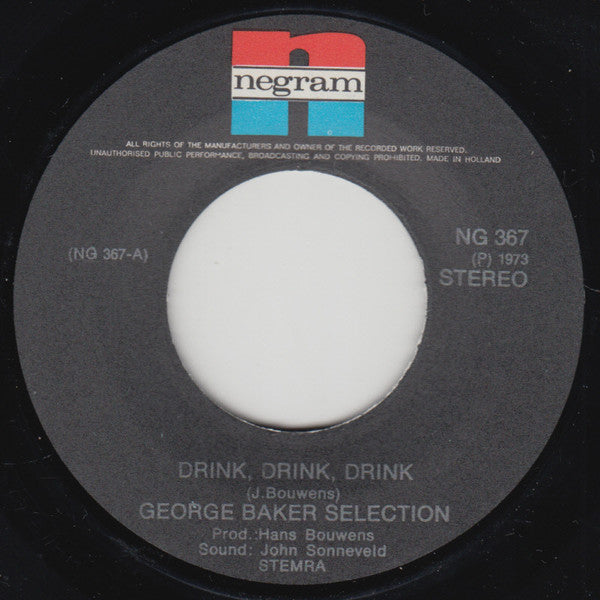 negram
ALL RIGHTS OF THE MANUFACTURERS AND OWNER OF THE RECORDED WORK RESERVED.
UNAUTHORISED PUBLIC PERFORMANCE, BROADCASTING AND COPYING PROHIBITED. MADE IN HOLLAND
(NG 367-A)
NG 367
(P) 1973
STEREO
DRINK, DRINK, DRINK
(J.Bouwens)
GEORGE BAKER SELECTION
Prod.:Hans Bouwens
Sound: John Sonneveld
STEMRA